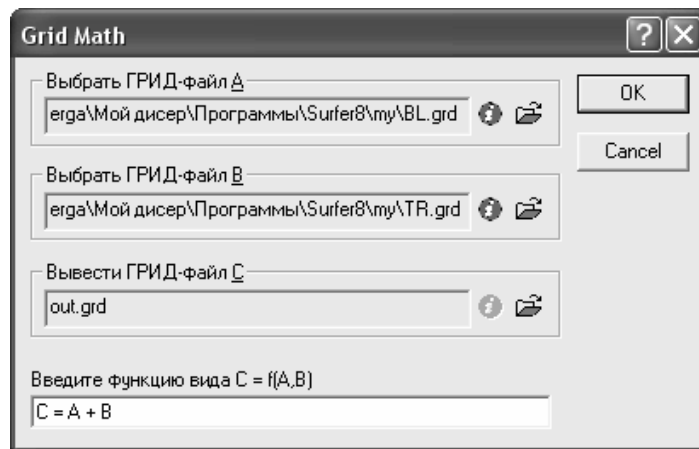 Grid Math
Выбрать ГРИД-файл A
erga\Мой дисер\Программы\Surfer8\my\BL.grd
OK
Cancel
Выбрать ГРИД-файл B
erga\Мой дисер\Программы\Surfer8\my\TR.grd
Вывести ГРИД-файл C
out.grd
Введите функцию вида C = f(A,B)
C = A + B